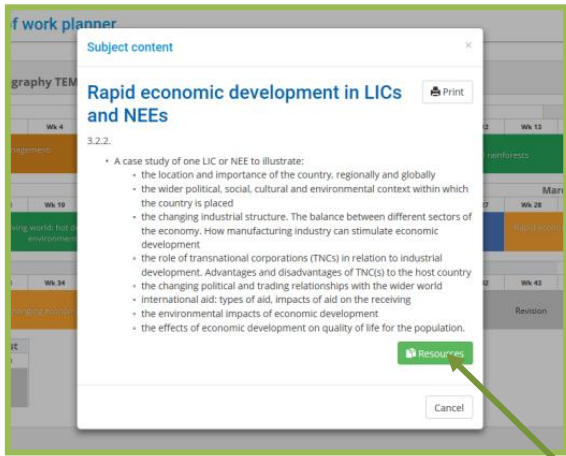 f work planner
Subject content ×
graphy TEM
Rapid economic development in LICs
and NEEs
Print
3.2.2.
Wk 4
Wk 13
nagement
rainforests
• A case study of one LIC or NEE to illustrate:
◦ the location and importance of the country, regionally and globally
◦ the wider political, social, cultural and environmental context within which
the country is placed
◦ the changing industrial structure. The balance between different sectors of
the economy. How manufacturing industry can stimulate economic
development
◦ the role of transnational corporations (TNCs) in relation to industrial
development. Advantages and disadvantages of TNC(s) to the host country
◦ the changing political and trading relationships with the wider world
◦ international aid: types of aid, impacts of aid on the receiving
◦ the environmental impacts of economic development
◦ the effects of economic development on quality of life for the population.
Mar
Wk 19
Wk 28
ving world: hot d
environmen
Rapid econo
Wk 34
Wk 43
Revision
Resources
Cancel